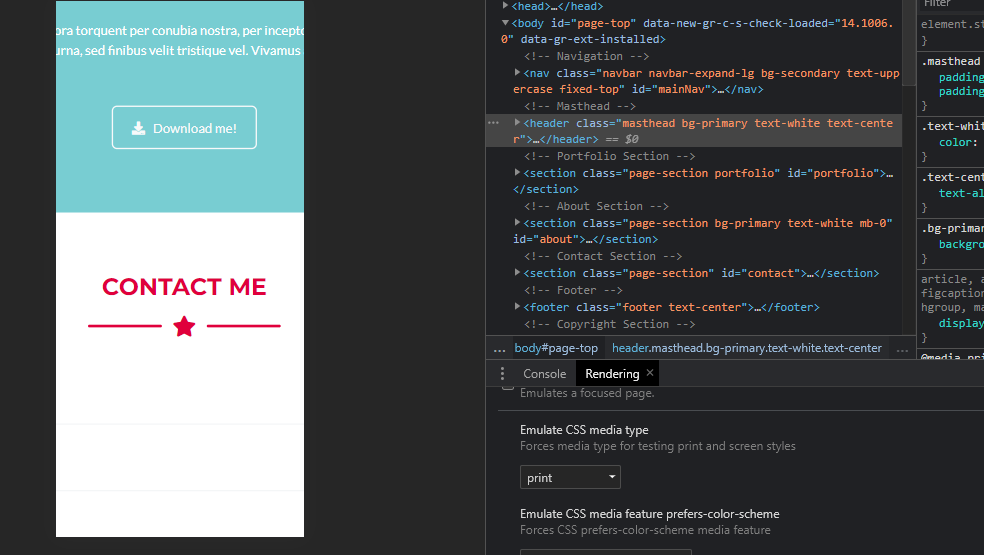 ora torquent per conubia nostra, per incepto
urna, sed finibus velit tristique vel. Vivamus
Download me!
CONTACT ME
<head>…</head>
<body id="page-top" data-new-gr-c-s-check-loaded="14.1006.
0" data-gr-ext-installed>
<!-- Navigation -->
<nav class="navbar navbar-expand-lg bg-secondary text-upp
ercase fixed-top" id="mainNav">…</nav>
<!-- Masthead -->
<header class="masthead bg-primary text-white text-cente
r">…</header> == $0
<!-- Portfolio Section -->
<section class="page-section portfolio" id="portfolio">…
</section>
<!-- About Section -->
<section class="page-section bg-primary text-white mb-0"
id="about">…</section>
<!-- Contact Section -->
<section class="page-section" id="contact">…</section>
<!-- Footer -->
<footer class="footer text-center">…</footer>
<!-- Copyright Section -->
... body#page-top header.masthead.bg-primary.text-white.text-center ...
Console Rendering ×
Emulates a focused page.
Emulate CSS media type
Forces media type for testing print and screen styles
print
Emulate CSS media feature prefers-color-scheme
Forces CSS prefers-color-scheme media feature
Filter
element.st
}
.masthead
padding
padding
}
.text-whit
color:
}
.text-cent
text-al
}
.bg-primar
backgro
}
article, a
figcaption
hgroup, ma
display
}
@media pri